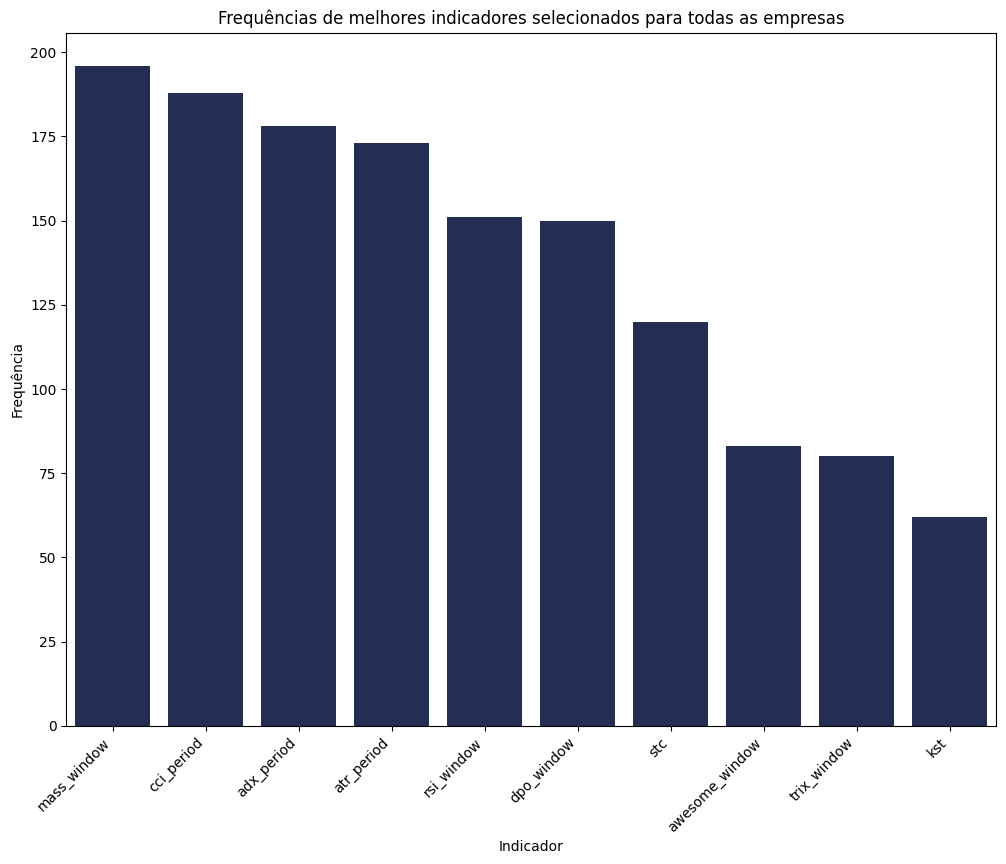 Frequências de melhores indicadores selecionados para todas as empresas
200
175
150
125
100
75
50
25
0
Frequência
mass_window
cci_period
adx_period
atr_period
rsi_window
dpo_window
stc
awesome_window
trix_window
kst
Indicador